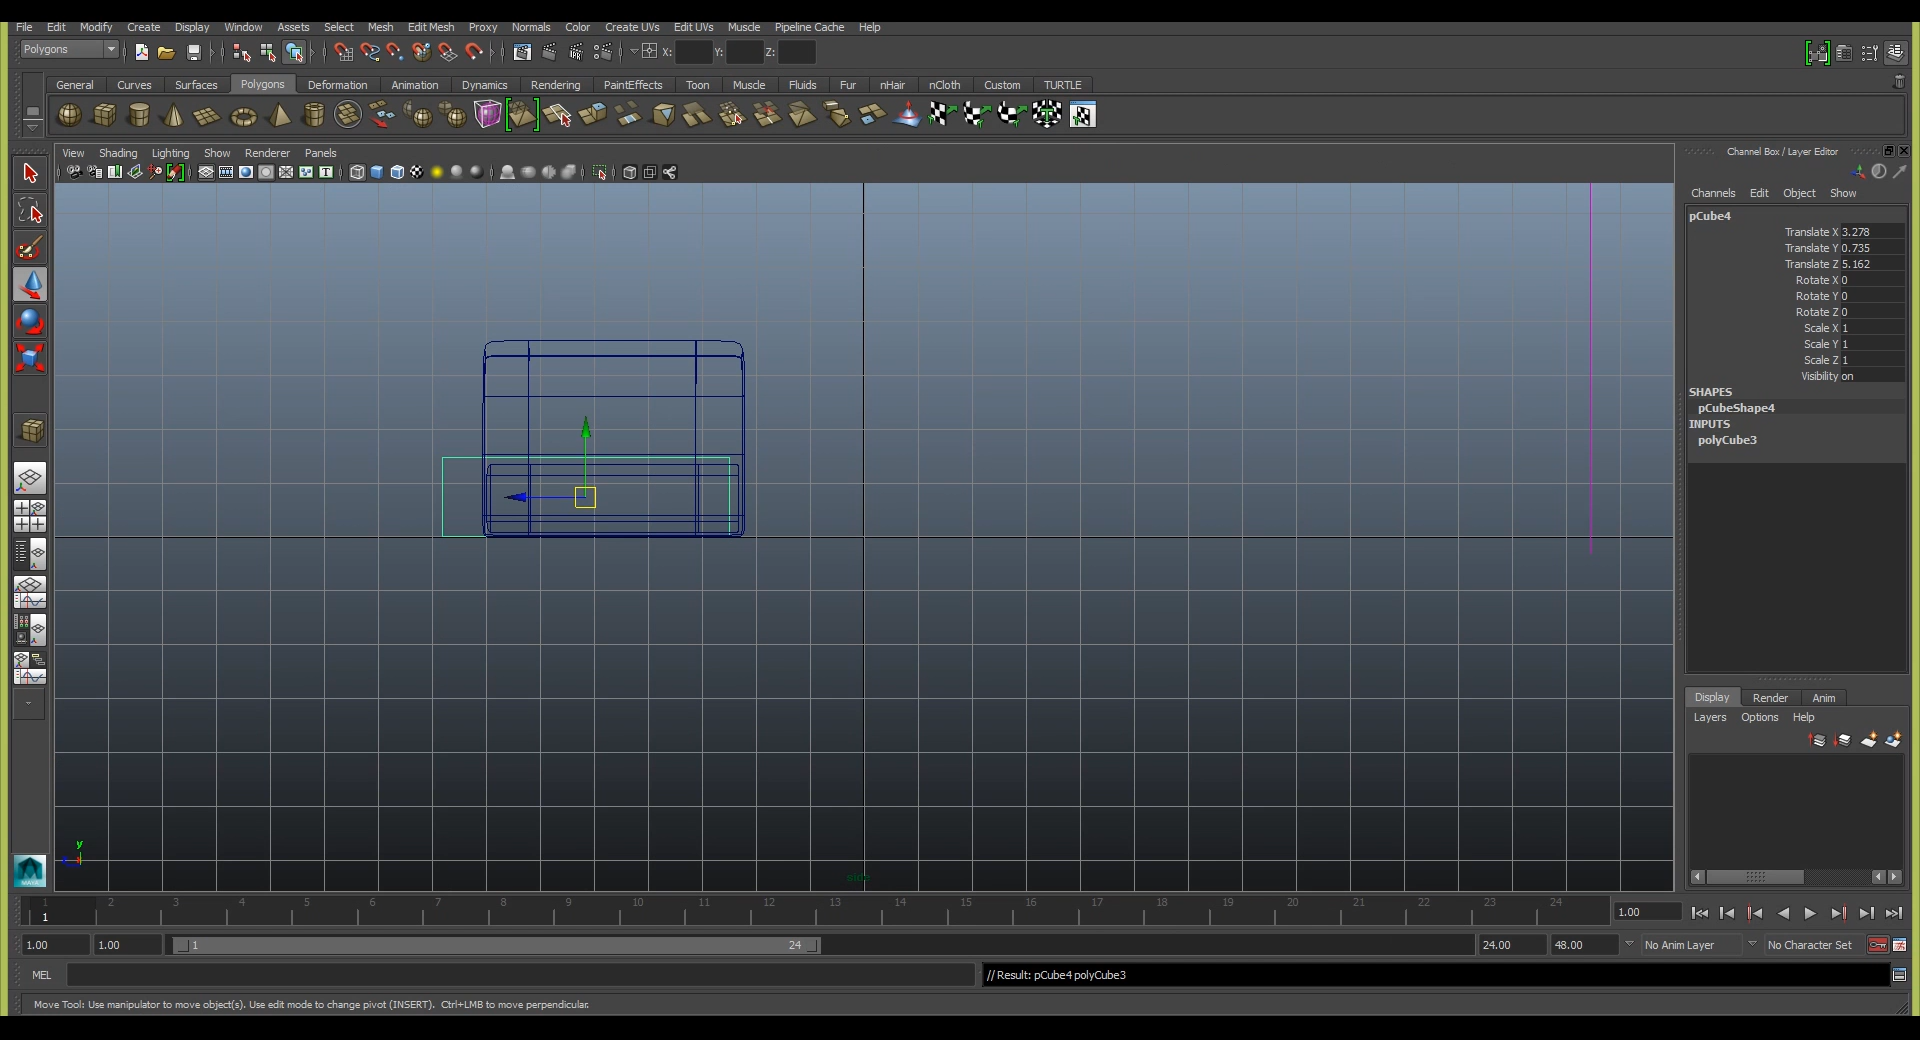 File Edit Modify Create Display Window Assets Select Mesh Edit Mesh Proxy Normals Color Create UVs Edit UVs Muscle Pipeline Cache Help
Polygons X: Y: Z:
General Curves Surfaces Polygons Deformation Animation Dynamics Rendering PaintEffects Toon Muscle Fluids Fur nHair nCloth Custom TURTLE
View Shading Lighting Show Renderer Panels
Channel Box / Layer Editor
Channels Edit Object Show
pCube4
Translate X 3.278
Translate Y 0.735
Translate Z 5.162
Rotate X 0
Rotate Y 0
Rotate Z 0
Scale X 1
Scale Y 1
Scale Z 1
Visibility on
SHAPES
pCubeShape4
INPUTS
polyCube3
Display Render Anim
Layers Options Help
y
side
MAYA
1 2 3 4 5 6 7 8 9 10 11 12 13 14 15 16 17 18 19 20 21 22 23 24
1 1.00
1.00 1.00 1 24 24.00 48.00 No Anim Layer No Character Set
MEL // Result: pCube4 polyCube3
Move Tool: Use manipulator to move object(s). Use edit mode to change pivot (INSERT). Ctrl+LMB to move perpendicular.